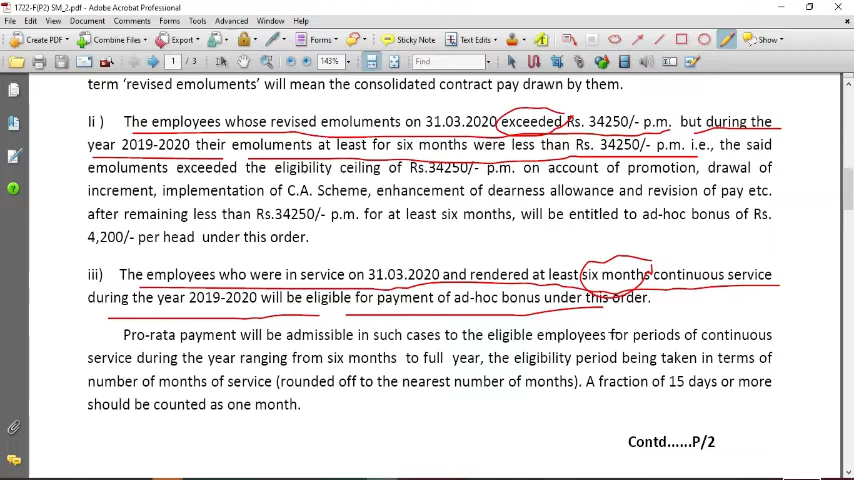 1722-F(P2) SM_2.pdf - Adobe Acrobat Professional
File Edit View Document Comments Forms Tools Advanced Window Help
Create PDF Combine Files Export Forms Sticky Note Text Edits Show
1 / 3 143% Find
term 'revised emoluments' will mean the consolidated contract pay drawn by them.
Ii ) The employees whose revised emoluments on 31.03.2020 exceeded Rs. 34250/- p.m. but during the
year 2019-2020 their emoluments at least for six months were less than Rs. 34250/- p.m. i.e., the said
emoluments exceeded the eligibility ceiling of Rs.34250/- p.m. on account of promotion, drawal of
increment, implementation of C.A. Scheme, enhancement of dearness allowance and revision of pay etc.
after remaining less than Rs.34250/- p.m. for at least six months, will be entitled to ad-hoc bonus of Rs.
4,200/- per head under this order.
iii) The employees who were in service on 31.03.2020 and rendered at least six months continuous service
during the year 2019-2020 will be eligible for payment of ad-hoc bonus under this order.
Pro-rata payment will be admissible in such cases to the eligible employees for periods of continuous
service during the year ranging from six months to full year, the eligibility period being taken in terms of
number of months of service (rounded off to the nearest number of months). A fraction of 15 days or more
should be counted as one month.
Contd......P/2